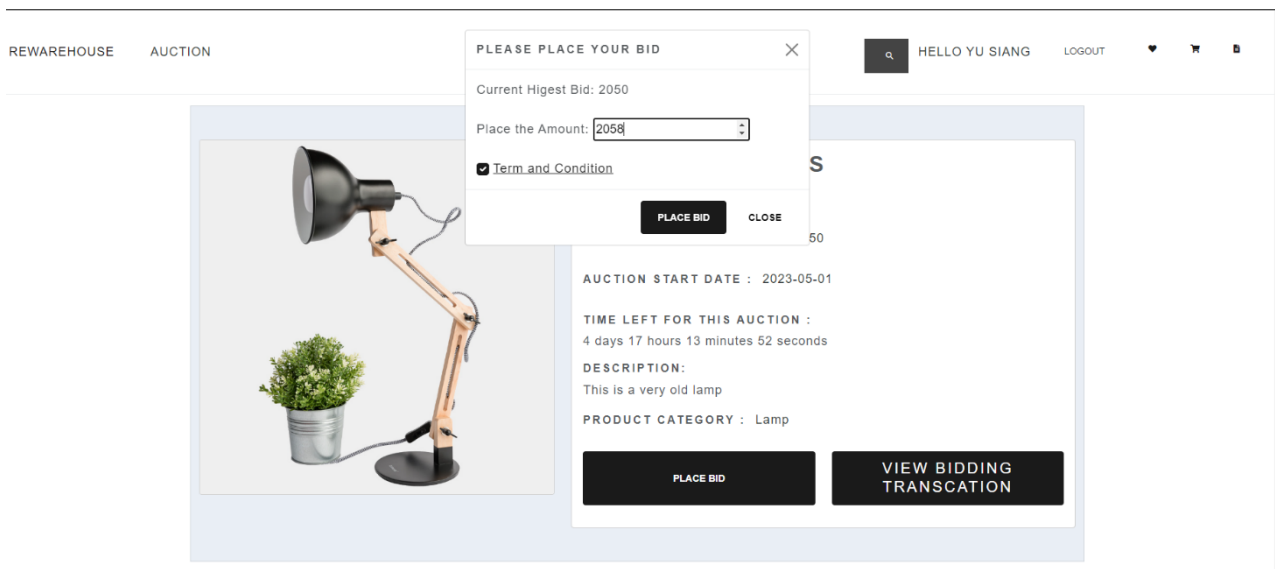 REWAREHOUSE AUCTION HELLO YU SIANG LOGOUT
PLEASE PLACE YOUR BID
Current Higest Bid: 2050
Place the Amount: 2058
Term and Condition
PLACE BID CLOSE
S
50
AUCTION START DATE : 2023-05-01
TIME LEFT FOR THIS AUCTION :
4 days 17 hours 13 minutes 52 seconds
DESCRIPTION:
This is a very old lamp
PRODUCT CATEGORY : Lamp
PLACE BID
VIEW BIDDING
TRANSCATION